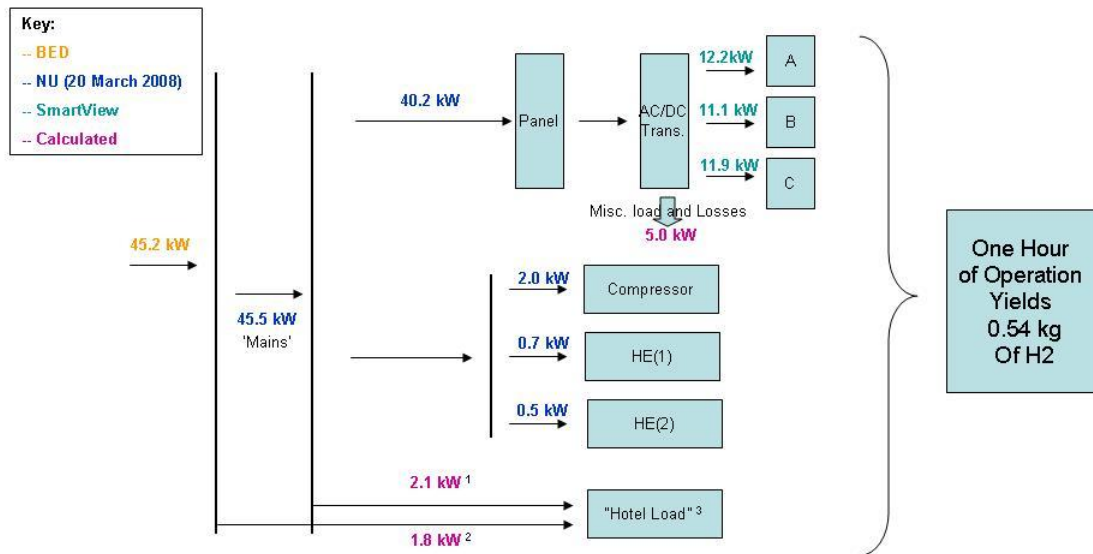 Key:
-- BED
-- NU (20 March 2008)
-- SmartView
-- Calculated
45.2 kW
45.5 kW
'Mains'
40.2 kW
Panel
AC/DC
Trans.
12.2kW
A
11.1 kW
B
11.9 kW
C
Misc. load and Losses
5.0 kW
2.0 kW
Compressor
0.7 kW
HE(1)
0.5 kW
HE(2)
2.1 kW 1
1.8 kW 2
"Hotel Load" 3
One Hour
of Operation
Yields
0.54 kg
Of H2